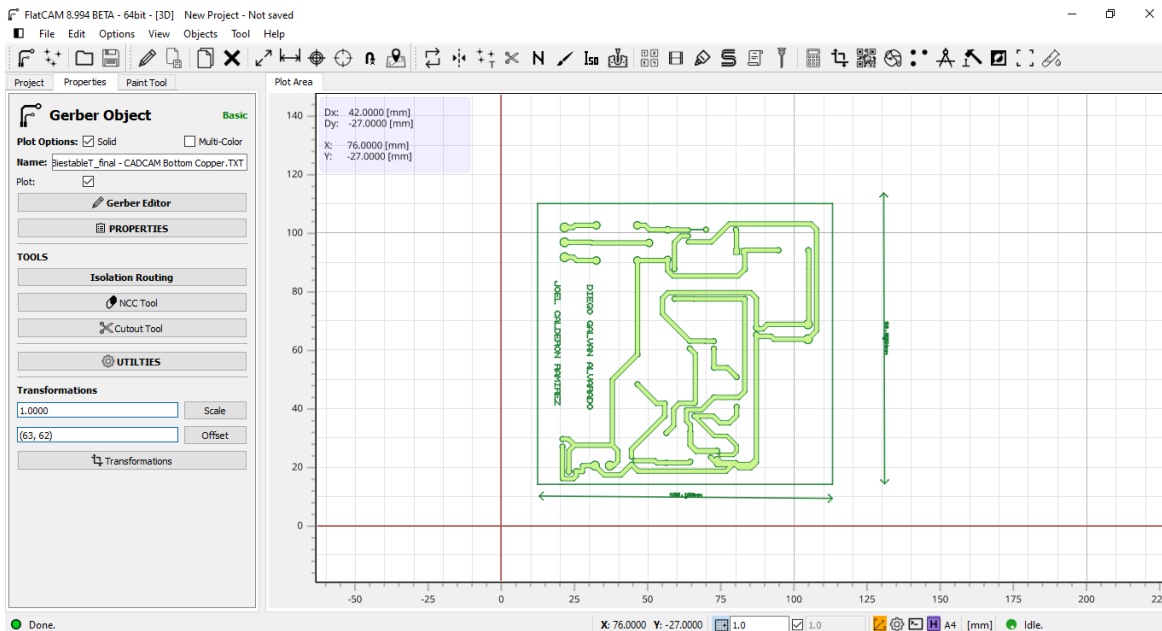 FlatCAM 8.994 BETA - 64bit - [3D] New Project - Not saved
File Edit Options View Objects Tool Help
N Iso
Project Properties Paint Tool
Plot Area
Gerber Object Basic
Plot Options: Solid Multi-Color
Name: BiestableT_final - CADCAM Bottom Copper.TXT
Plot:
Gerber Editor
PROPERTIES
TOOLS
Isolation Routing
NCC Tool
Cutout Tool
UTILTIES
Transformations
1.0000 Scale
(63, 62) Offset
Transformations
Dx: 42.0000 [mm]
Dy: -27.0000 [mm]
X: 76.0000 [mm]
Y: -27.0000 [mm]
140
120
100
80
60
40
20
0
DIEGO GALVAN ALVARADO
JOEL CALDERON RAMIREZ
-50 -25 0 25 50 75 100 125 150 175 200
Done.
X: 76.0000 Y: -27.0000 1.0 1.0 H A4 [mm] Idle.